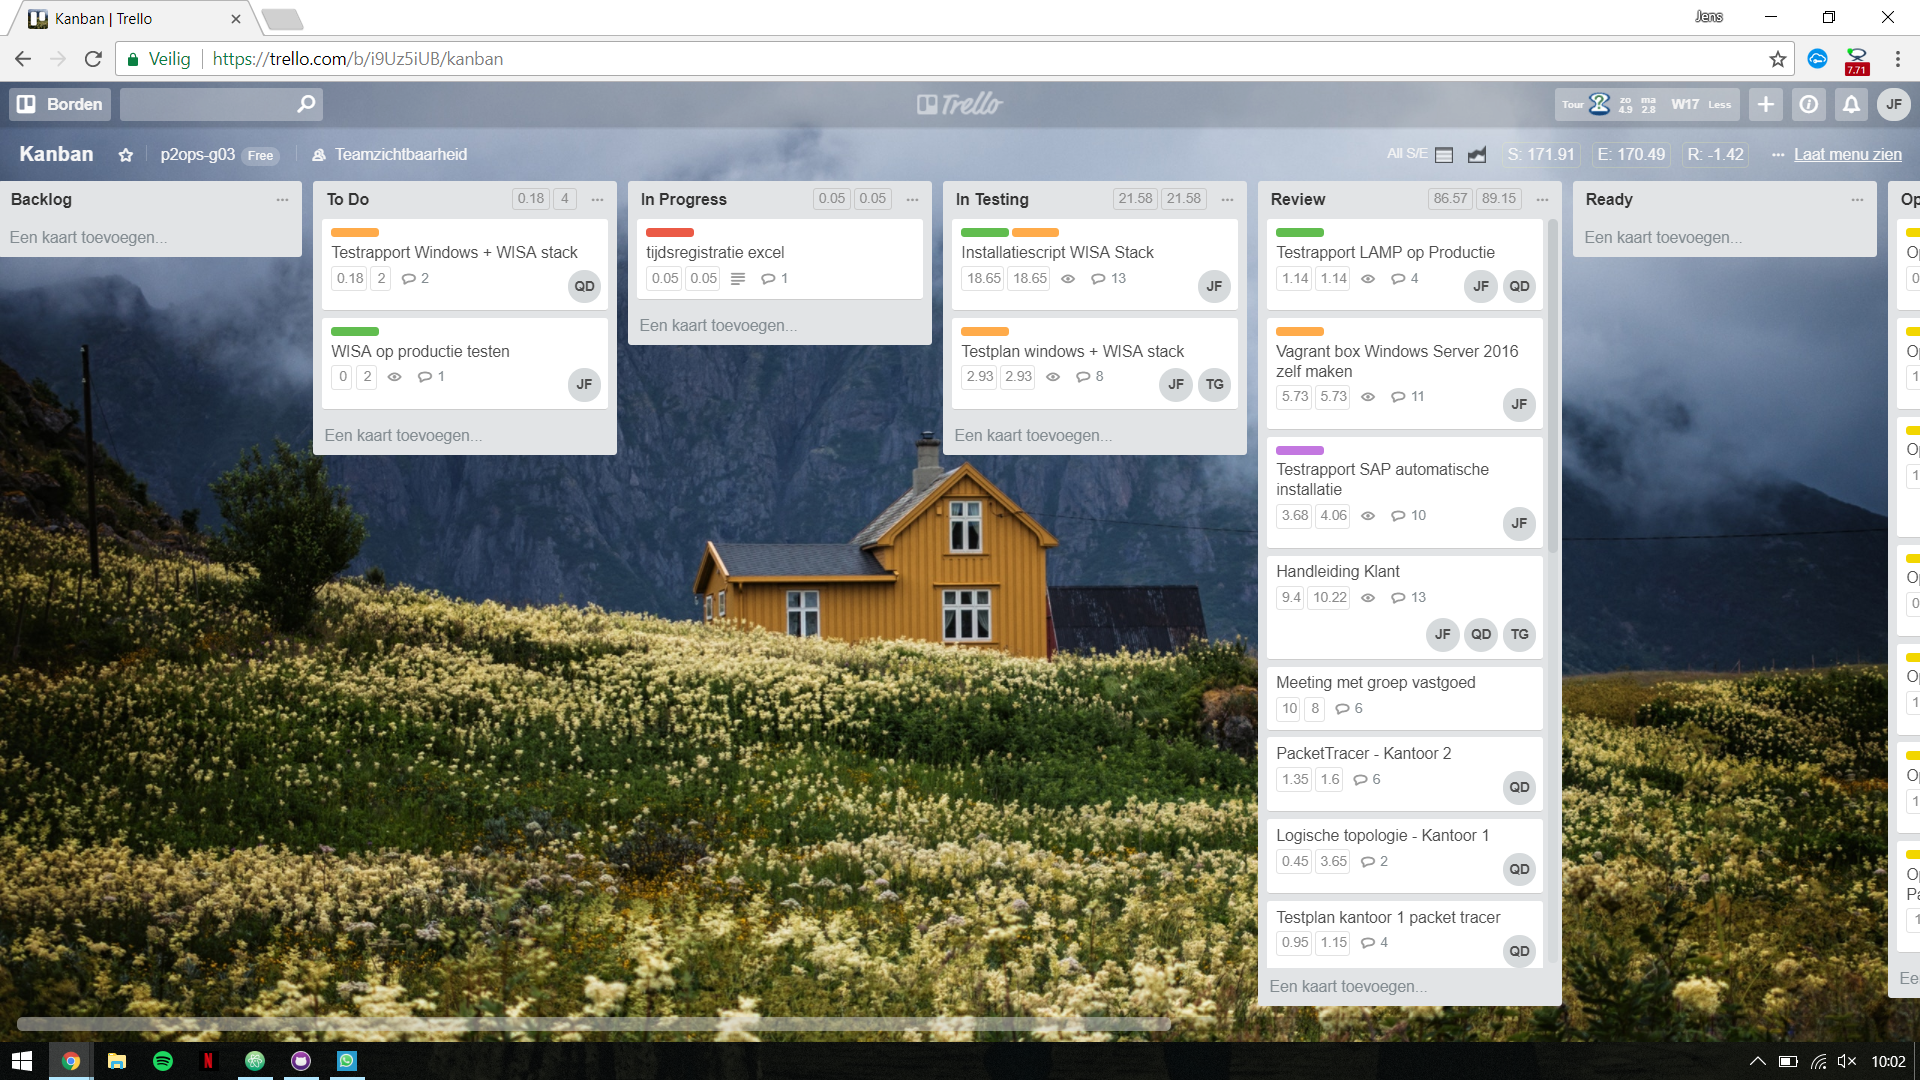 Kanban | Trello
Jens
Veilig
https://trello.com/b/i9Uz5iUB/kanban
7.71
Borden
Trello
Tour
zo
4.9
ma
2.8
W17
Less
JF
Kanban
p2ops-g03
Free
Teamzichtbaarheid
All S/E
S: 171.91
E: 170.49
R: -1.42
Laat menu zien
Backlog
Een kaart toevoegen...
To Do
0.18 4
Testrapport Windows + WISA stack
0.18 2 2
QD
WISA op productie testen
0 2 1
JF
Een kaart toevoegen...
In Progress
0.05 0.05
tijdsregistratie excel
0.05 0.05 1
Een kaart toevoegen...
In Testing
21.58 21.58
Installatiescript WISA Stack
18.65 18.65 13
JF
Testplan windows + WISA stack
2.93 2.93 8
JF TG
Een kaart toevoegen...
Review
86.57 89.15
Testrapport LAMP op Productie
1.14 1.14 4
JF QD
Vagrant box Windows Server 2016
zelf maken
5.73 5.73 11
JF
Testrapport SAP automatische
installatie
3.68 4.06 10
JF
Handleiding Klant
9.4 10.22 13
JF QD TG
Meeting met groep vastgoed
10 8 6
PacketTracer - Kantoor 2
1.35 1.6 6
QD
Logische topologie - Kantoor 1
0.45 3.65 2
QD
Testplan kantoor 1 packet tracer
0.95 1.15 4
QD
Een kaart toevoegen...
Ready
Een kaart toevoegen...
10:02